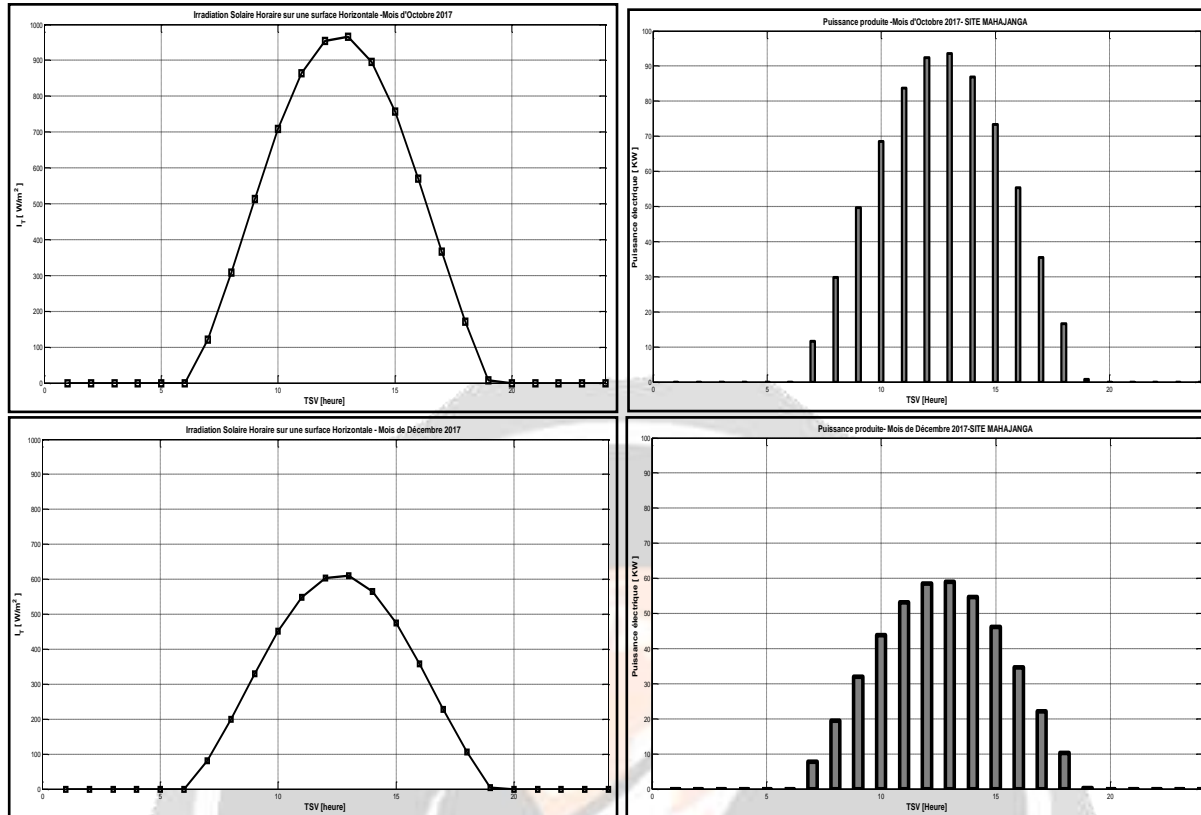 Irradiation Solaire Horaire sur une surface Horizontale -Mois d'Octobre 2017
1000
900
800
700
600
500
400
300
200
100
0
I_T [ W/m² ]
0 5 10 15 20
TSV [heure]
Puissance produite -Mois d'Octobre 2017- SITE MAHAJANGA
100
90
80
70
60
50
40
30
20
10
0
Puissance électrique [ KW ]
0 5 10 15 20
TSV [Heure]
Irradiation Solaire Horaire sur une surface Horizontale - Mois de Décembre 2017
1000
900
800
700
600
500
400
300
200
100
0
I_T [ W/m² ]
0 5 10 15 20
TSV [heure]
Puissance produite- Mois de Décembre 2017-SITE MAHAJANGA
100
90
80
70
60
50
40
30
20
10
0
Puissance électrique [ KW ]
0 5 10 15 20
TSV [Heure]